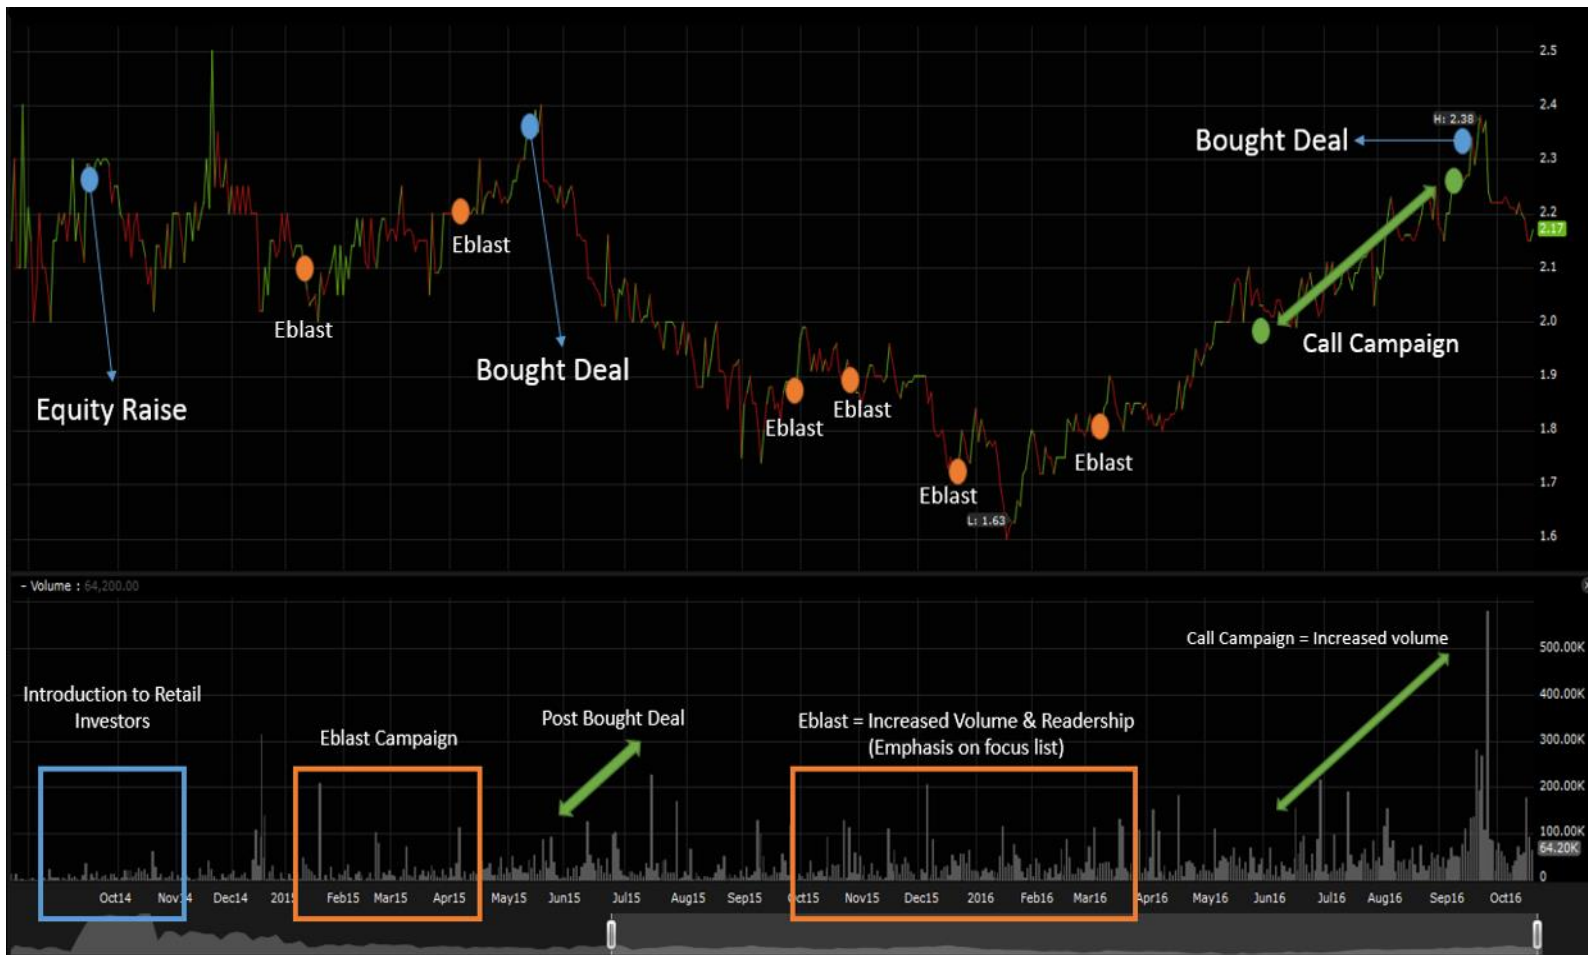 2.5
2.4
H: 2.38
Bought Deal
2.3
2.2
2.17
Eblast
2.1
Eblast
2.0
Call Campaign
Bought Deal
1.9
Equity Raise
Eblast
Eblast
1.8
Eblast
Eblast
1.7
L: 1.63
1.6
- Volume : 64,200.00
Call Campaign = Increased volume
500.00K
Introduction to Retail
Investors
400.00K
Post Bought Deal
Eblast = Increased Volume & Readership
(Emphasis on focus list)
Eblast Campaign
300.00K
200.00K
100.00K
64.20K
0
Oct14 Nov14 Dec14 2015 Feb15 Mar15 Apr15 May15 Jun15 Jul15 Aug15 Sep15 Oct15 Nov15 Dec15 2016 Feb16 Mar16 Apr16 May16 Jun16 Jul16 Aug16 Sep16 Oct16